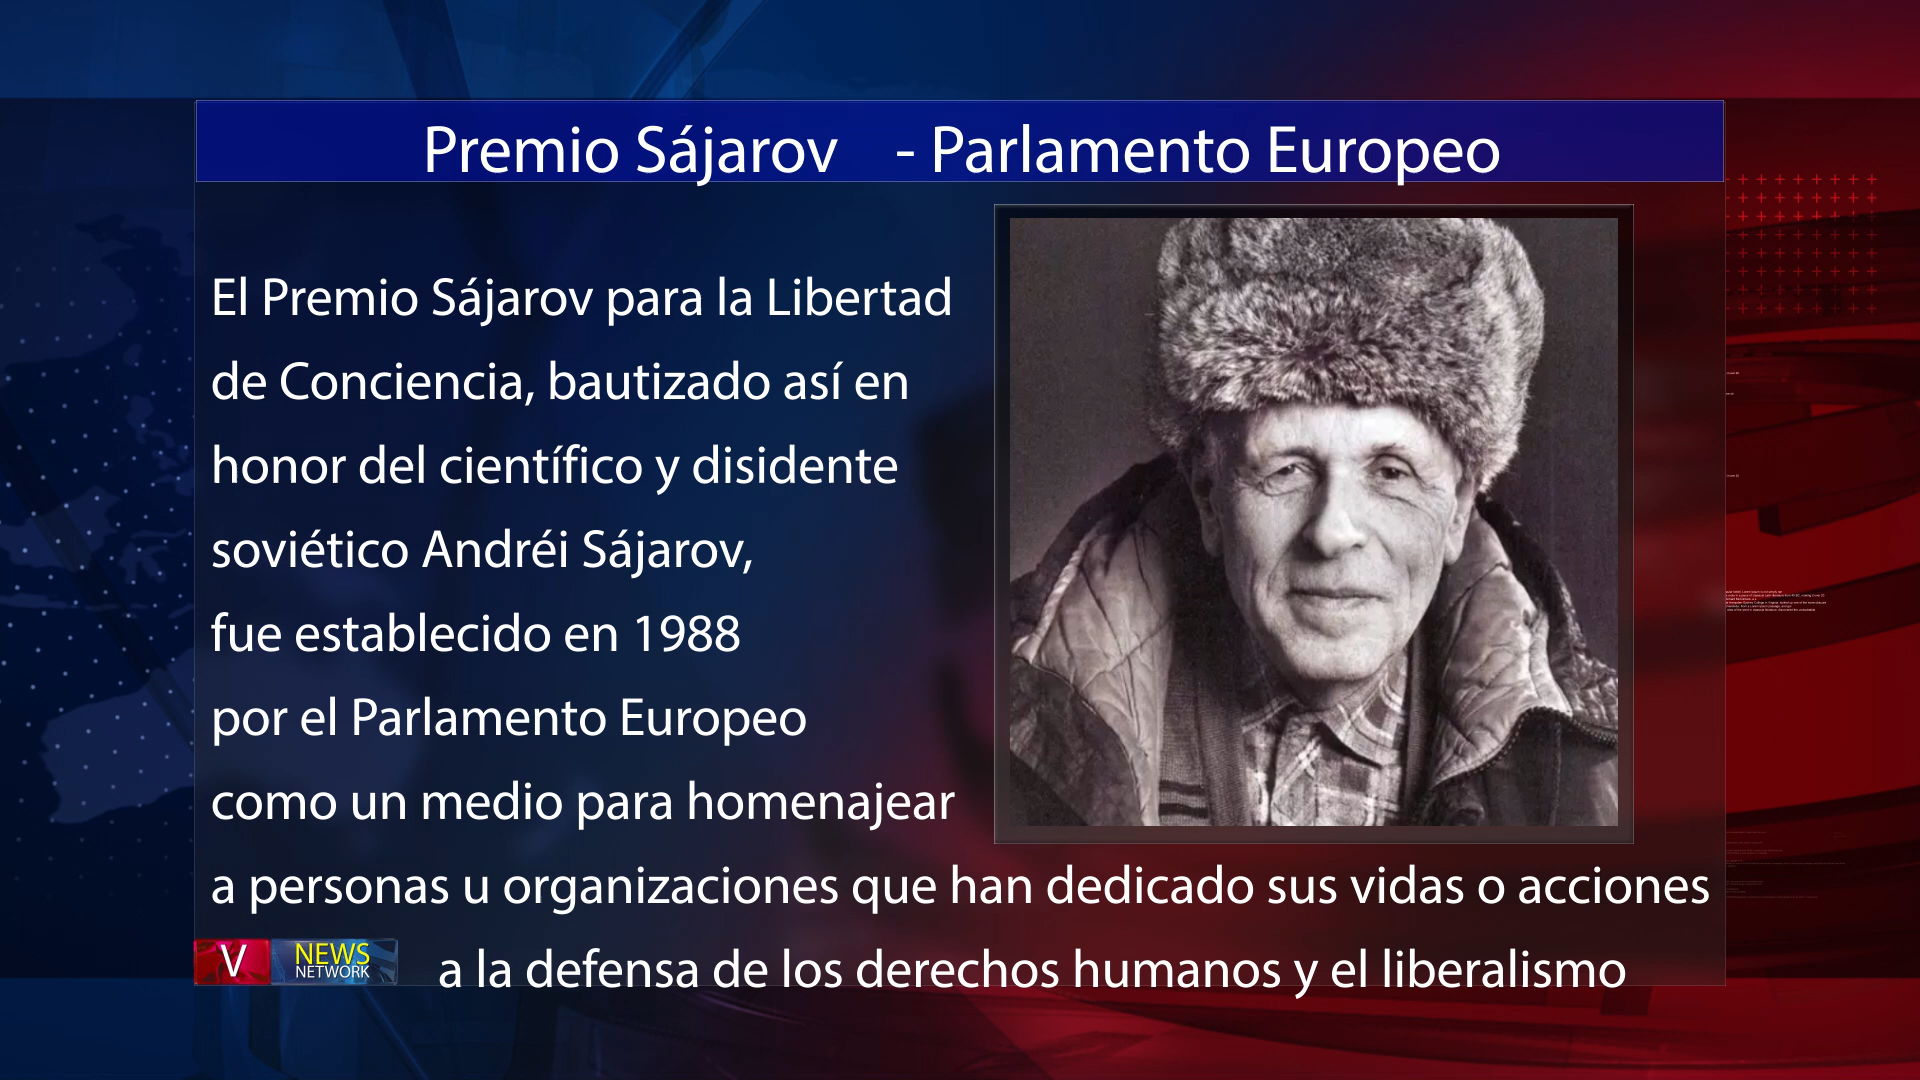 Premio Sájarov - Parlamento Europeo
El Premio Sájarov para la Libertad
de Conciencia, bautizado así en
honor del científico y disidente
soviético Andréi Sájarov,
fue establecido en 1988
por el Parlamento Europeo
como un medio para homenajear
a personas u organizaciones que han dedicado sus vidas o acciones
a la defensa de los derechos humanos y el liberalismo
V NEWS
NETWORK